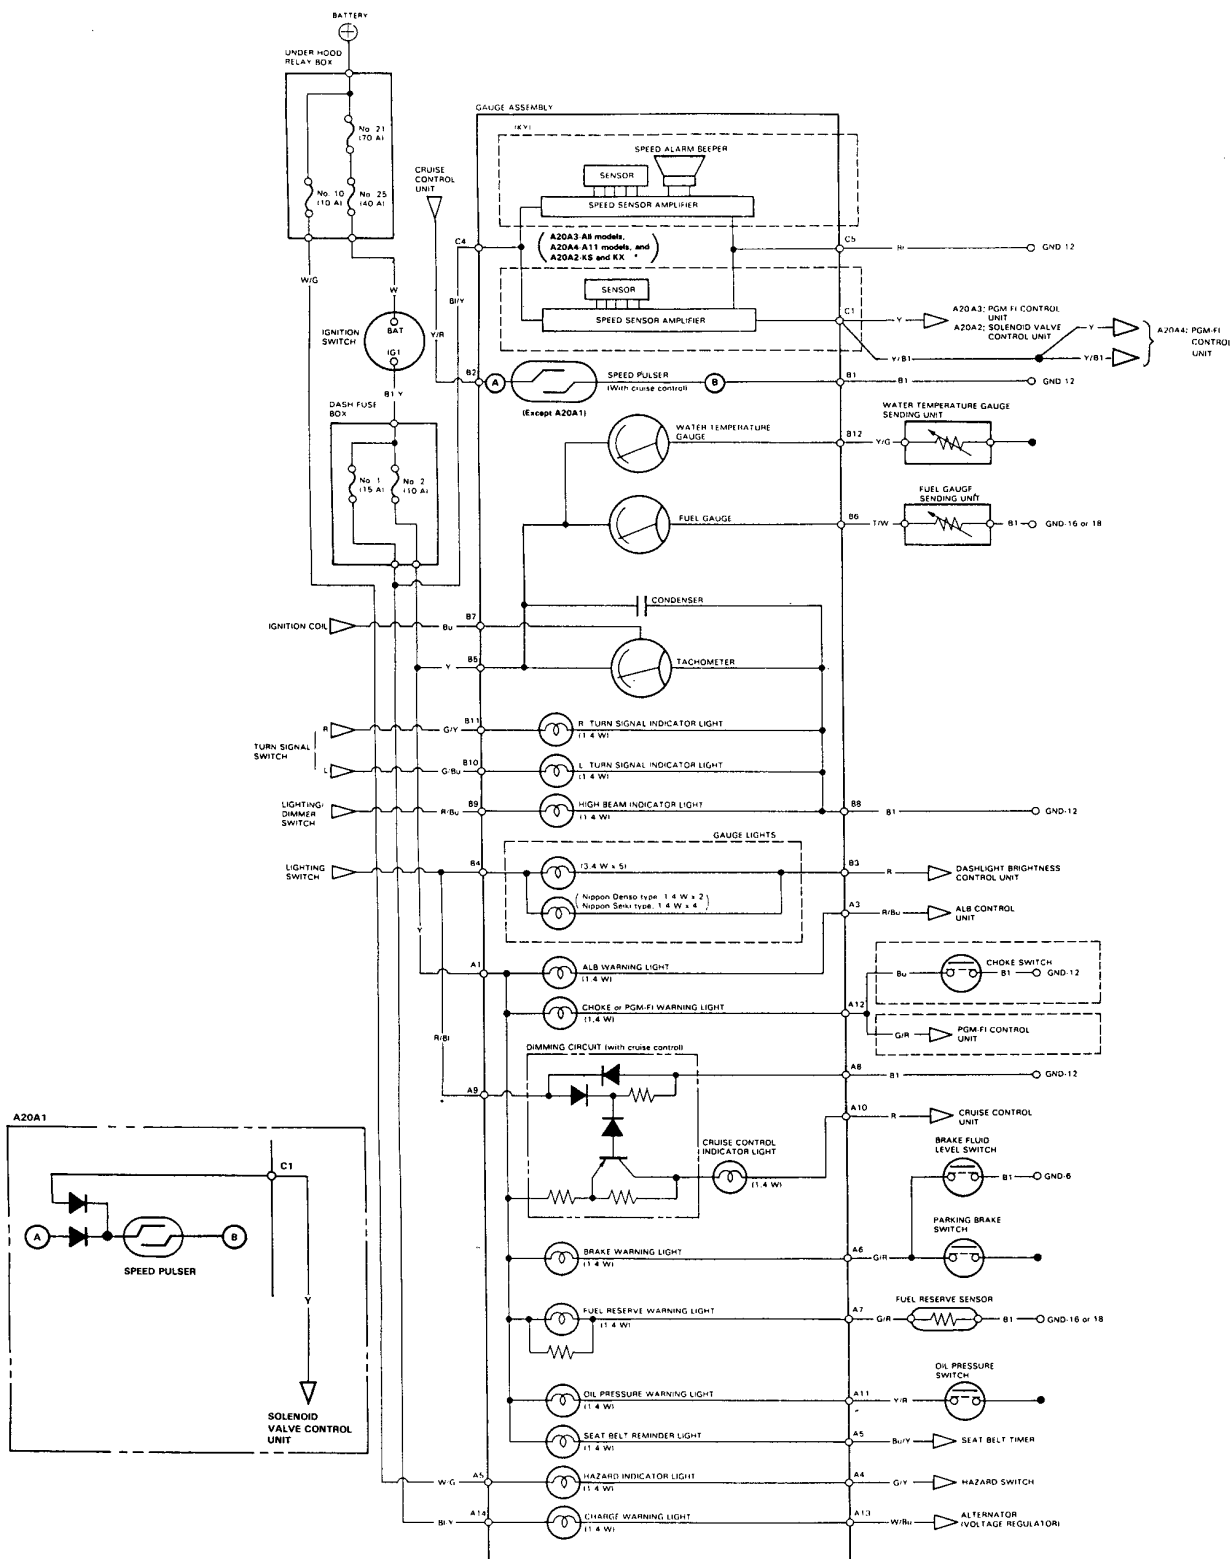 BATTERY
UNDER HOOD
RELAY BOX
No. 21
(70 A)
No. 10
(10 A)
No. 25
(40 A)
W/G
W
IGNITION
SWITCH
BAT
IG1
B1 Y
DASH FUSE
BOX
No. 1
(15 A)
No. 2
(10 A)
CRUISE
CONTROL
UNIT
Y/R
Bl/Y
GAUGE ASSEMBLY
(KY)
SPEED ALARM BEEPER
SENSOR
SPEED SENSOR AMPLIFIER
C4
(A20A3-All models,
A20A4-A11 models, and
A20A2-KS and KX)
C5
GND 12
SENSOR
SPEED SENSOR AMPLIFIER
C1
Y
A20A3; PGM FI CONTROL
UNIT
A20A2; SOLENOID VALVE
CONTROL UNIT
Y/B1
Y
Y/B1
A20A4; PGM-FI
CONTROL
UNIT
B2
A
SPEED PULSER
(With cruise control)
B
(Except A20A1)
B1
B1
GND 12
WATER TEMPERATURE
GAUGE
B12
Y/G
WATER TEMPERATURE GAUGE
SENDING UNIT
FUEL GAUGE
B6
T/W
FUEL GAUGE
SENDING UNIT
B1
GND-16 or 18
CONDENSER
IGNITION COIL
Bu
B7
Y
B5
TACHOMETER
TURN SIGNAL
SWITCH
R
G/Y
B11
R TURN SIGNAL INDICATOR LIGHT
(1.4 W)
L
G/Bu
B10
L TURN SIGNAL INDICATOR LIGHT
(1.4 W)
LIGHTING/
DIMMER
SWITCH
R/Bu
B9
HIGH BEAM INDICATOR LIGHT
(1.4 W)
B8
B1
GND-12
GAUGE LIGHTS
LIGHTING
SWITCH
B4
(3.4 W x 5)
(Nippon Denso type 1.4 W x 2)
(Nippon Seiki type. 1.4 W x 4)
B3
R
DASHLIGHT BRIGHTNESS
CONTROL UNIT
A3
R/Bu
ALB CONTROL
UNIT
Y
A1
ALB WARNING LIGHT
(1.4 W)
CHOKE or PGM-FI WARNING LIGHT
(1.4 W)
A12
Bu
CHOKE SWITCH
B1
GND-12
G/R
PGM-FI CONTROL
UNIT
R/Bl
DIMMING CIRCUIT (with cruise control)
A9
A8
B1
GND-12
A10
R
CRUISE CONTROL
UNIT
CRUISE CONTROL
INDICATOR LIGHT
(1.4 W)
BRAKE FLUID
LEVEL SWITCH
B1
GND-6
PARKING BRAKE
SWITCH
BRAKE WARNING LIGHT
(1.4 W)
A6
G/R
FUEL RESERVE WARNING LIGHT
(1.4 W)
A7
G/R
FUEL RESERVE SENSOR
B1
GND-16 or 18
OIL PRESSURE WARNING LIGHT
(1.4 W)
A11
Y/R
OIL PRESSURE
SWITCH
SEAT BELT REMINDER LIGHT
(1.4 W)
A5
Bu/Y
SEAT BELT TIMER
W/G
A5
HAZARD INDICATOR LIGHT
(1.4 W)
A4
G/Y
HAZARD SWITCH
Bl/Y
A14
CHARGE WARNING LIGHT
(1.4 W)
A13
W/Bu
ALTERNATOR
(VOLTAGE REGULATOR)
A20A1
C1
A
B
SPEED PULSER
Y
SOLENOID
VALVE CONTROL
UNIT